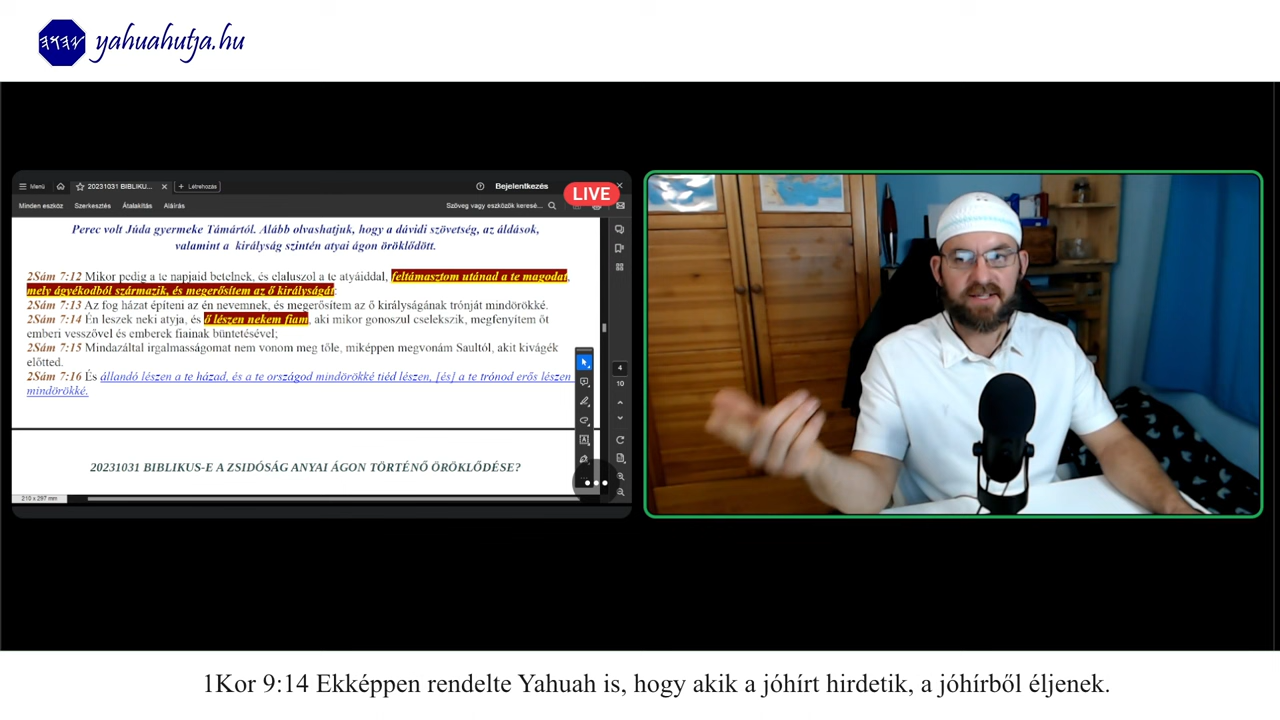 yahuahutja.hu
Menü
20231031 BIBLIKU...
Létrehozás
Bejelentkezés
LIVE
Minden eszköz Szerkesztés Átalakítás Aláírás
Szöveg vagy eszközök keresé...
Perec volt Júda gyermeke Támártól. Alább olvashatjuk, hogy a dávidi szövetség, az áldások,
valamint a királyság szintén atyai ágon öröklődött.
2Sám 7:12 Mikor pedig a te napjaid betelnek, és elaluszol a te atyáiddal, feltámasztom utánad a te magodat,
mely ágyékodból származik, és megerősítem az ő királyságát;
2Sám 7:13 Az fog házat építeni az én nevemnek, és megerősítem az ő királyságának trónját mindörökké.
2Sám 7:14 Én leszek neki atyja, és ő lészen nekem fiam, aki mikor gonoszul cselekszik, megfenyítem őt
emberi vesszővel és emberek fiainak büntetésével;
2Sám 7:15 Mindazáltal irgalmasságomat nem vonom meg tőle, miképpen megvonám Saultól, akit kivágék
előtted.
2Sám 7:16 És állandó lészen a te házad, és a te országod mindörökké tiéd lészen, [és] a te trónod erős lészen
mindörökké.
4
10
20231031 BIBLIKUS-E A ZSIDÓSÁG ANYAI ÁGON TÖRTÉNŐ ÖRÖKLŐDÉSE?
210 x 297 mm
1Kor 9:14 Ekképpen rendelte Yahuah is, hogy akik a jóhírt hirdetik, a jóhírből éljenek.